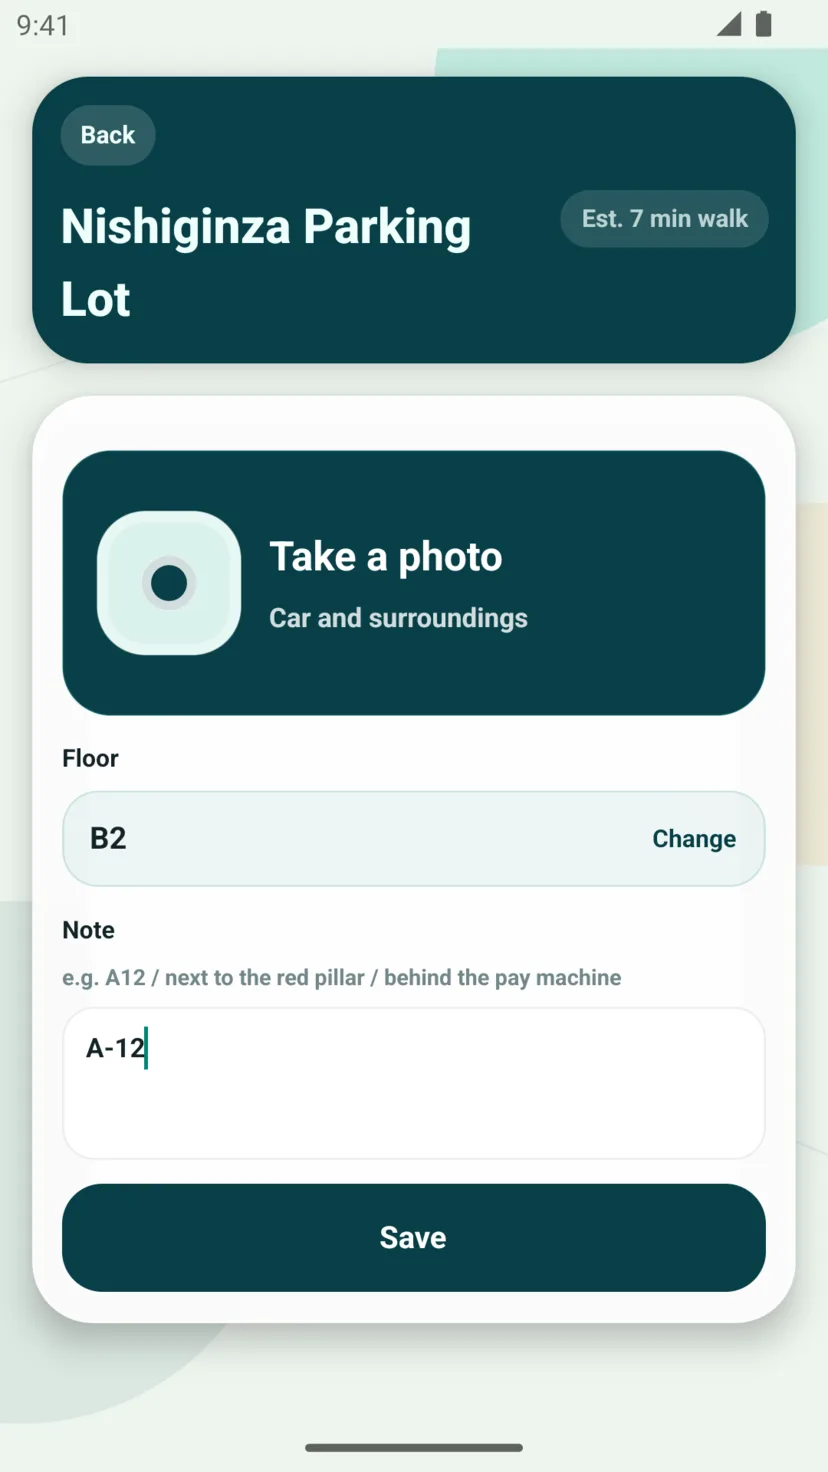 9:41
Back
Nishiginza Parking
Lot
Est. 7 min walk
Take a photo
Car and surroundings
Floor
B2
Change
Note
e.g. A12 / next to the red pillar / behind the pay machine
A-12
Save